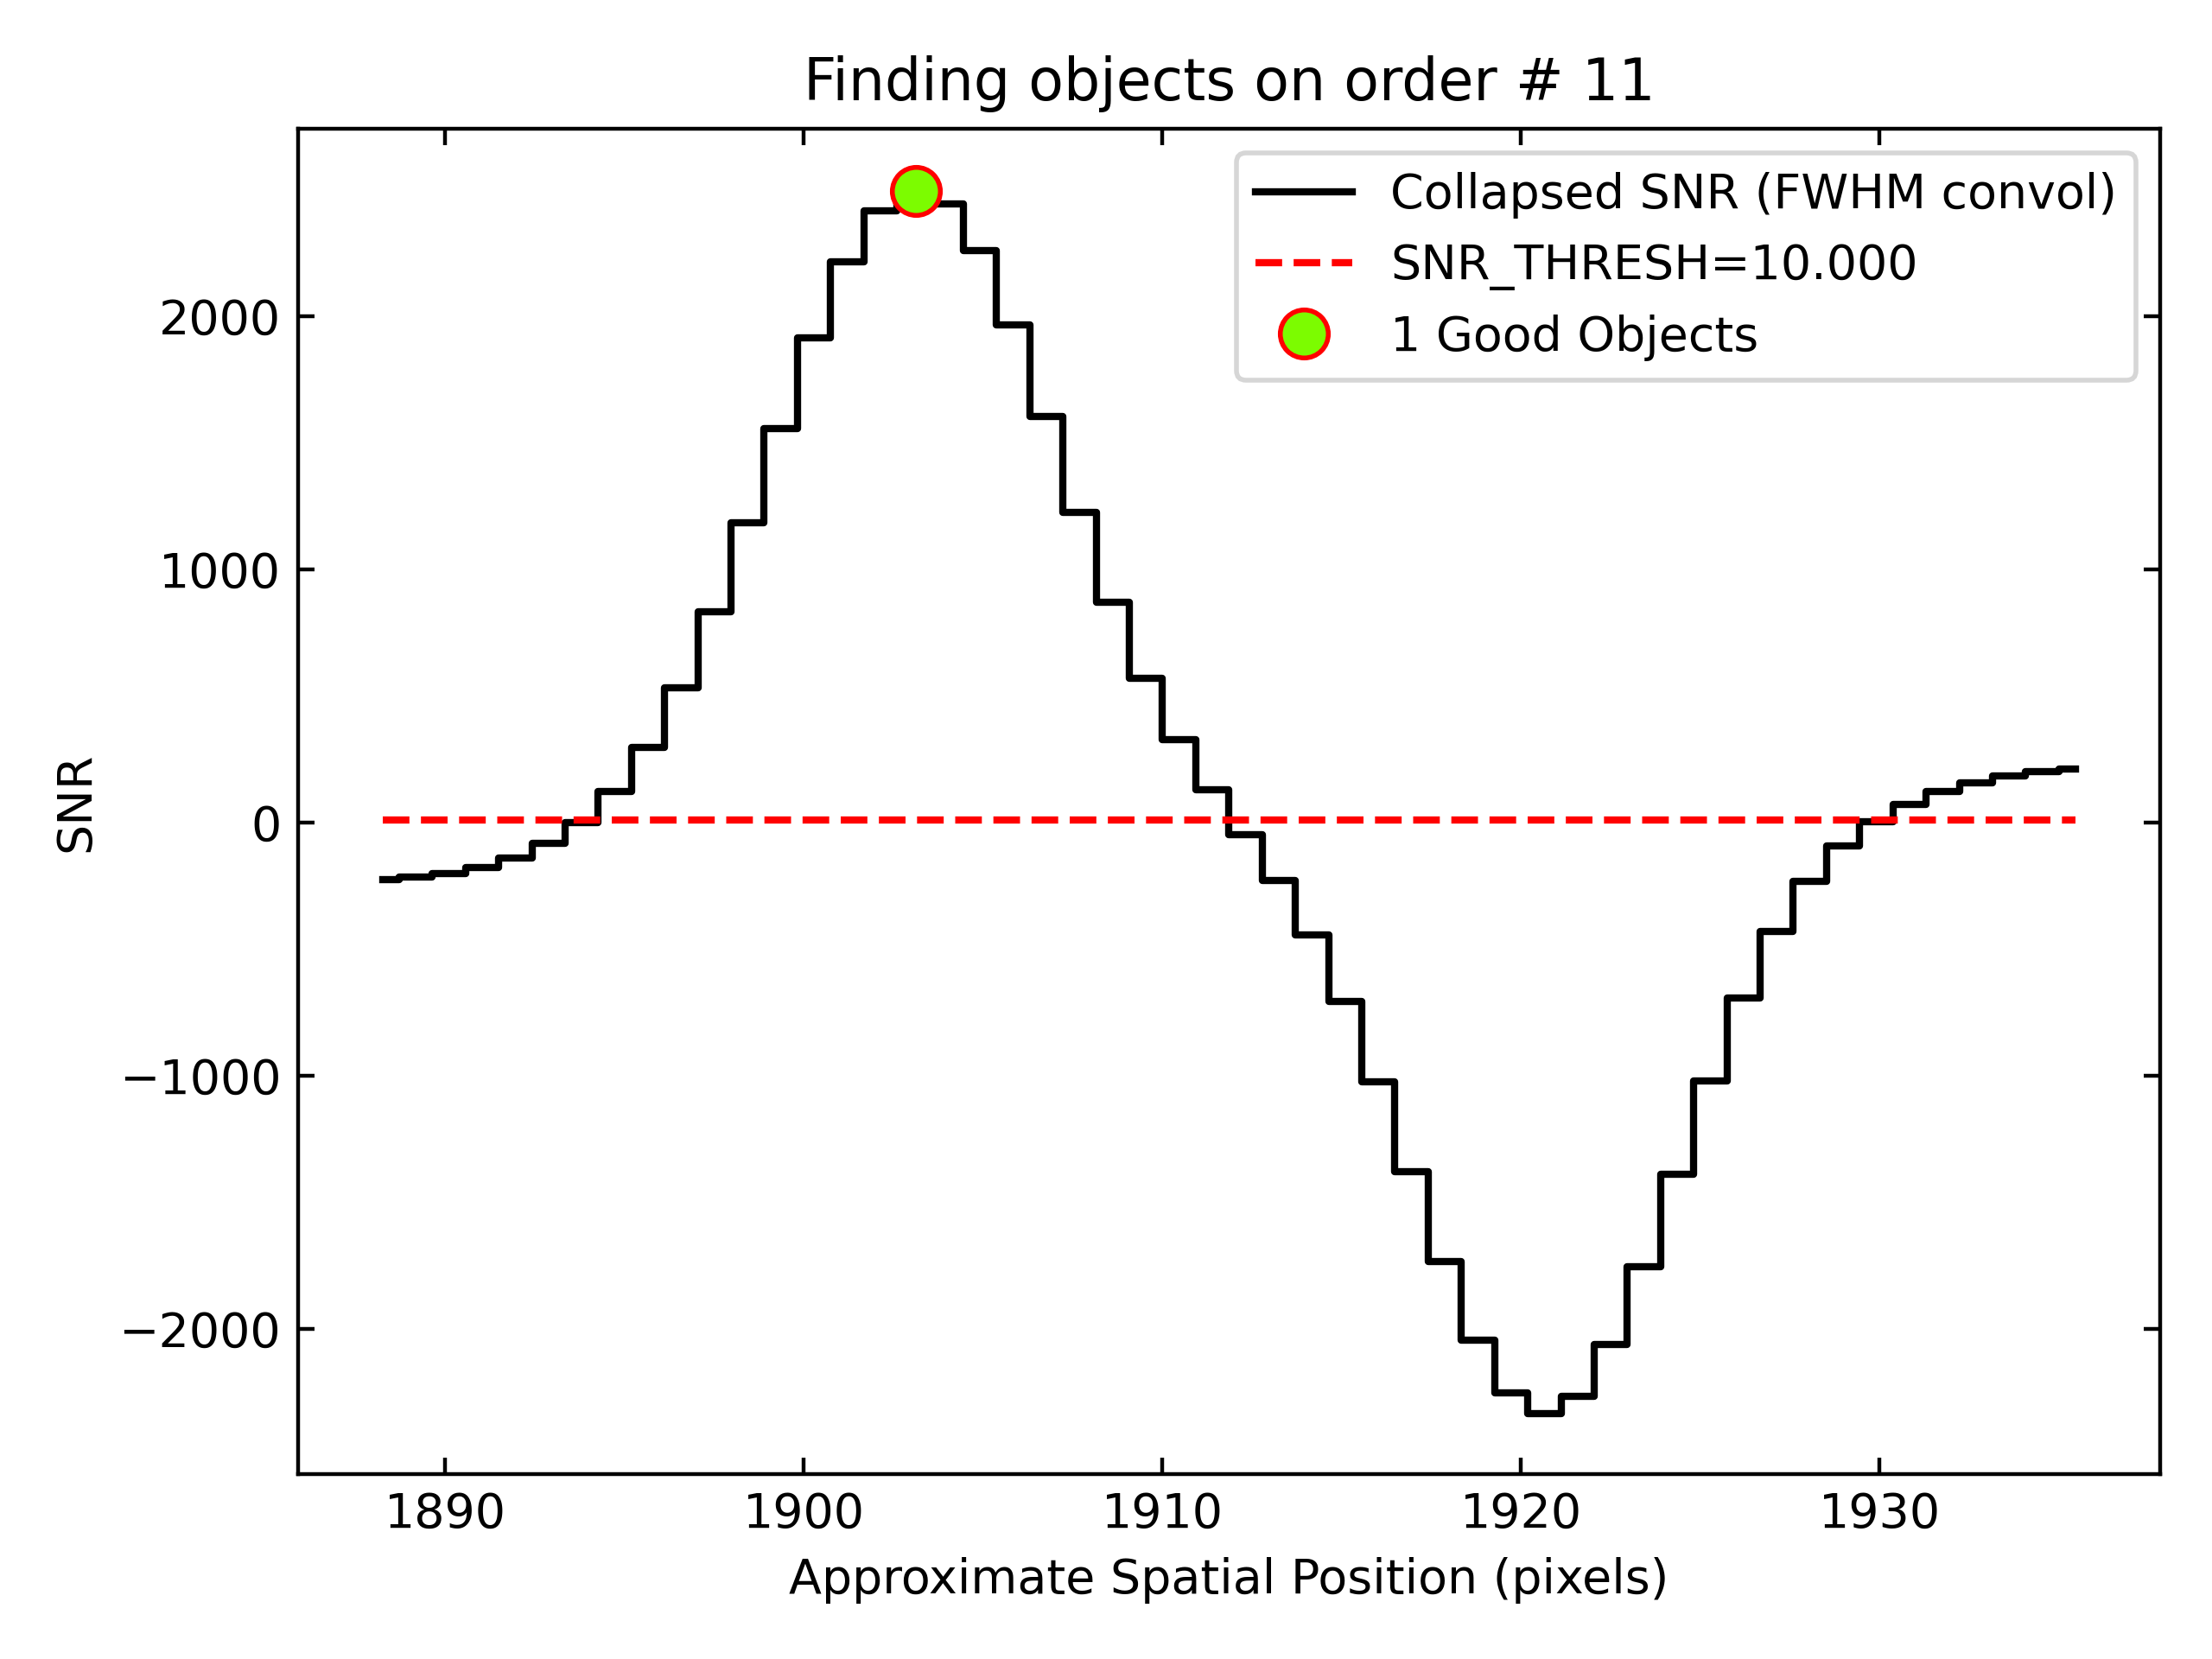 Finding objects on order # 11
Collapsed SNR (FWHM convol)
SNR_THRESH=10.000
1 Good Objects
SNR
2000
1000
0
−1000
−2000
1890 1900 1910 1920 1930
Approximate Spatial Position (pixels)